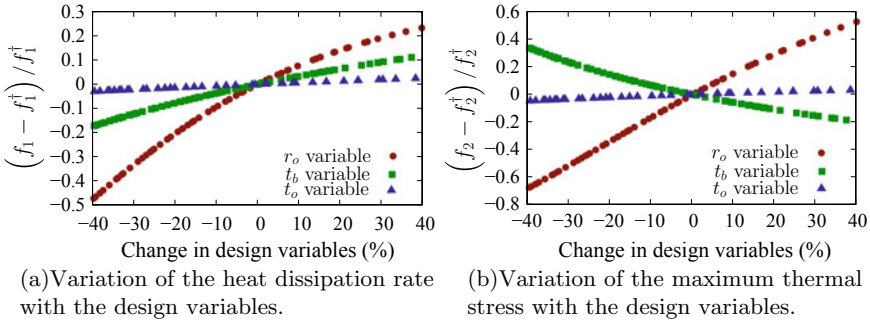 (f₁ − f₁†) / f₁†
0.3
0.2
0.1
0
−0.1
−0.2
−0.3
−0.4
−0.5
−40 −30 −20 −10 0 10 20 30 40
r_o variable
t_b variable
t_o variable
Change in design variables (%)
(a)Variation of the heat dissipation rate
with the design variables.
(f₂ − f₂†) / f₂†
0.6
0.4
0.2
0
−0.2
−0.4
−0.6
−0.8
−40 −30 −20 −10 0 10 20 30 40
r_o variable
t_b variable
t_o variable
Change in design variables (%)
(b)Variation of the maximum thermal
stress with the design variables.